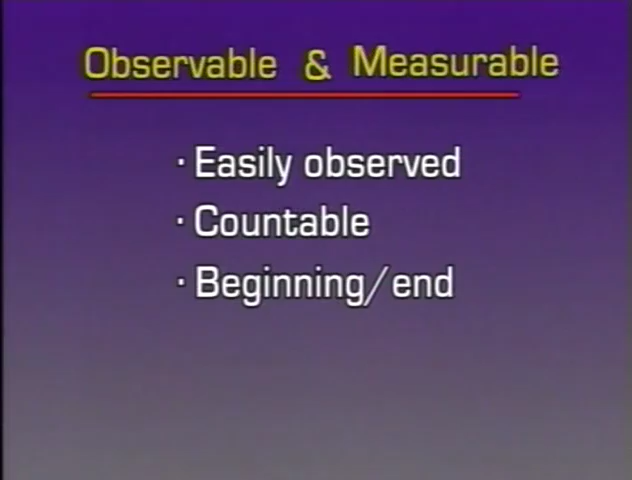 Observable & Measurable
· Easily observed
· Countable
· Beginning/end